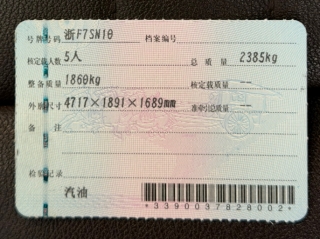 号牌号码 浙F7SN10 档案编号
核定载人数 5人 总质量 2385kg
整备质量 1860kg 核定载质量 --
外廓尺寸 4717×1891×1689mm 准牵引总质量 --
备注
检验记录
汽油
*3390037828002*